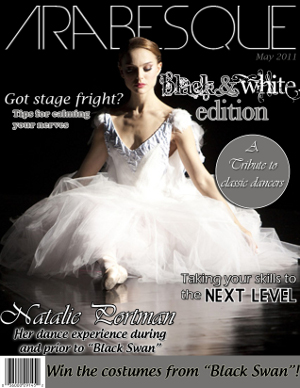 ARABESQUE
May 2011
Black & white
edition
Got stage fright?
Tips for calming
your nerves
A
Tribute to
classic dancers
Taking your skills to
the NEXT LEVEL
Natalie Portman
Her dance experience during
and prior to "Black Swan"
Win the costumes from "Black Swan"!